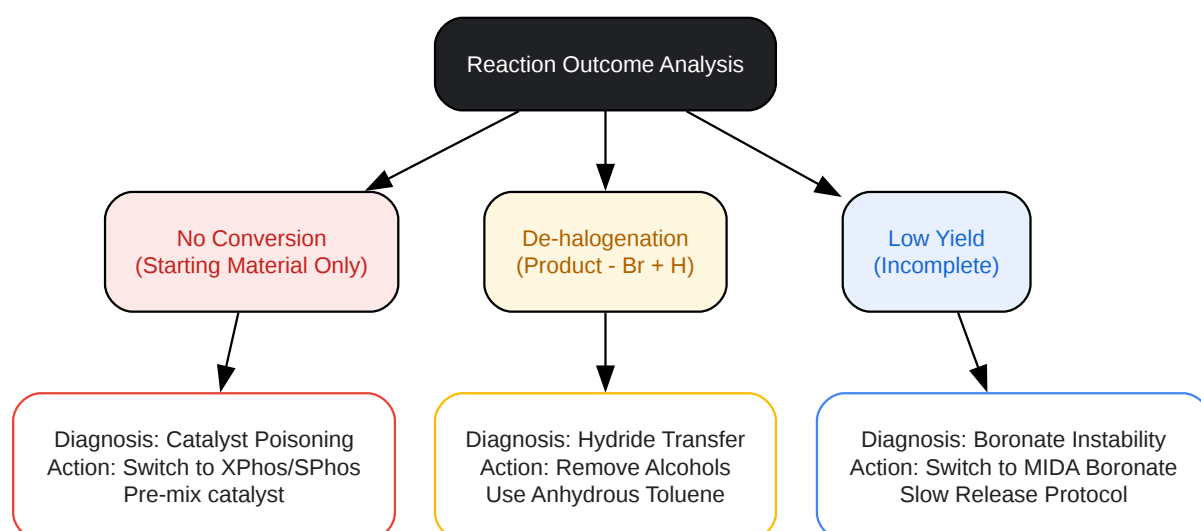 Reaction Outcome Analysis
No Conversion
(Starting Material Only)
De-halogenation
(Product - Br + H)
Low Yield
(Incomplete)
Diagnosis: Catalyst Poisoning
Action: Switch to XPhos/SPhos
Pre-mix catalyst
Diagnosis: Hydride Transfer
Action: Remove Alcohols
Use Anhydrous Toluene
Diagnosis: Boronate Instability
Action: Switch to MIDA Boronate
Slow Release Protocol